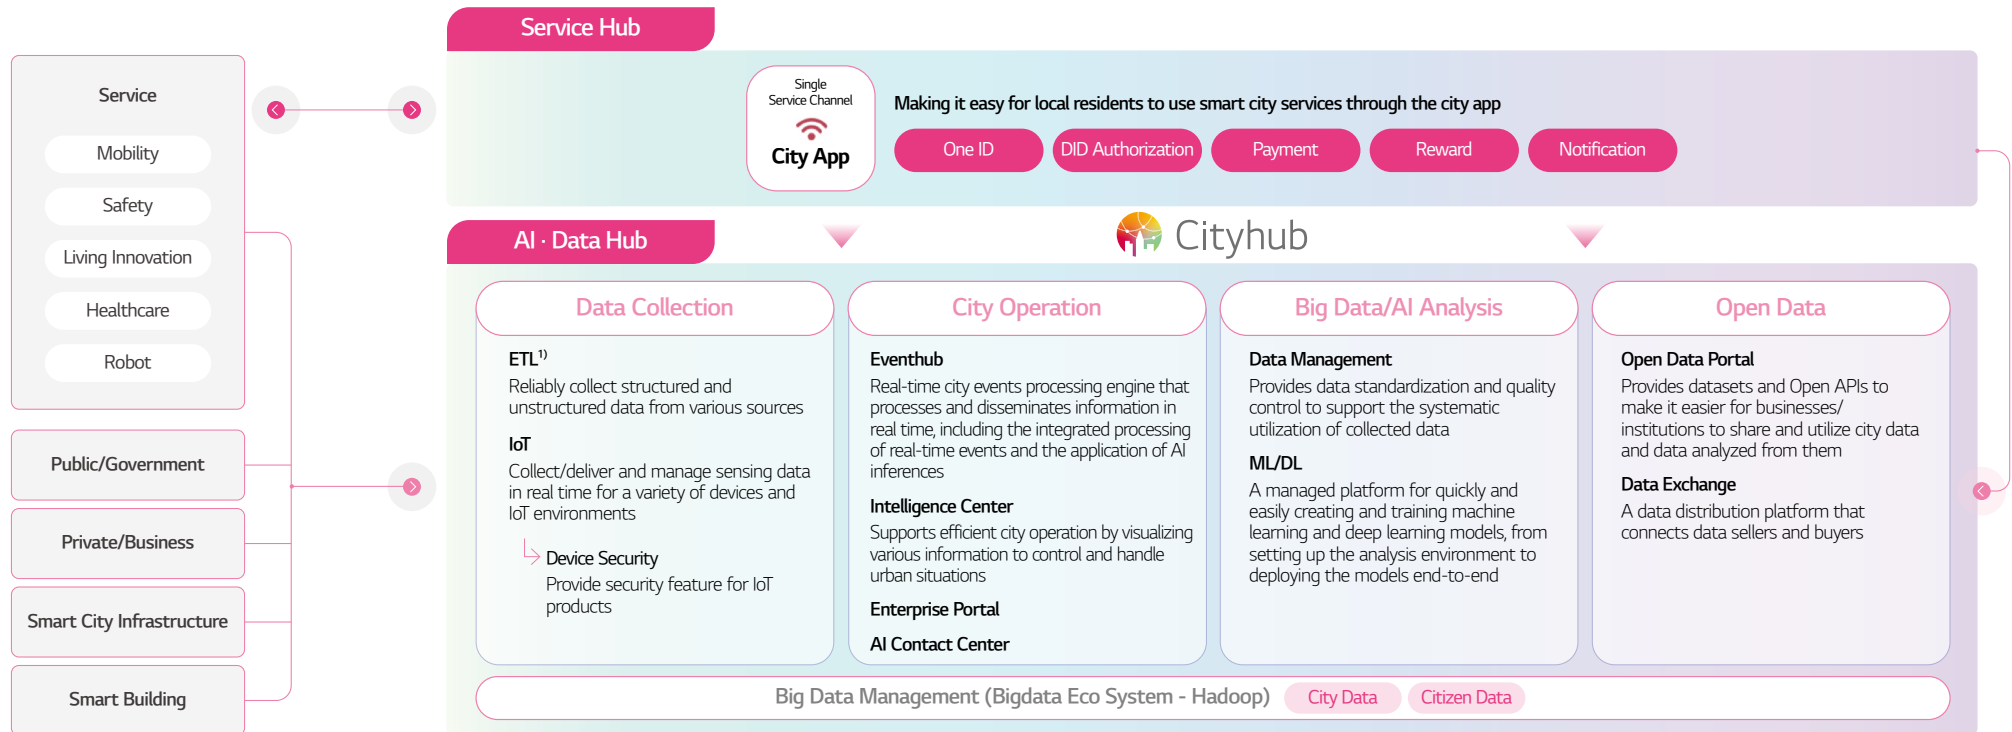 Service Hub
Service
Mobility
Safety
Living Innovation
Healthcare
Robot
Public/Government
Private/Business
Smart City Infrastructure
Smart Building
Single
Service Channel
City App
Making it easy for local residents to use smart city services through the city app
One ID
DID Authorization
Payment
Reward
Notification
AI · Data Hub
Cityhub
Data Collection
ETL¹⁾
Reliably collect structured and
unstructured data from various sources
IoT
Collect/deliver and manage sensing data
in real time for a variety of devices and
IoT environments
Device Security
Provide security feature for IoT
products
City Operation
Eventhub
Real-time city events processing engine that
processes and disseminates information in
real time, including the integrated processing
of real-time events and the application of AI
inferences
Intelligence Center
Supports efficient city operation by visualizing
various information to control and handle
urban situations
Enterprise Portal
AI Contact Center
Big Data/AI Analysis
Data Management
Provides data standardization and quality
control to support the systematic
utilization of collected data
ML/DL
A managed platform for quickly and
easily creating and training machine
learning and deep learning models, from
setting up the analysis environment to
deploying the models end-to-end
Open Data
Open Data Portal
Provides datasets and Open APIs to
make it easier for businesses/
institutions to share and utilize city data
and data analyzed from them
Data Exchange
A data distribution platform that
connects data sellers and buyers
Big Data Management (Bigdata Eco System - Hadoop)
City Data
Citizen Data